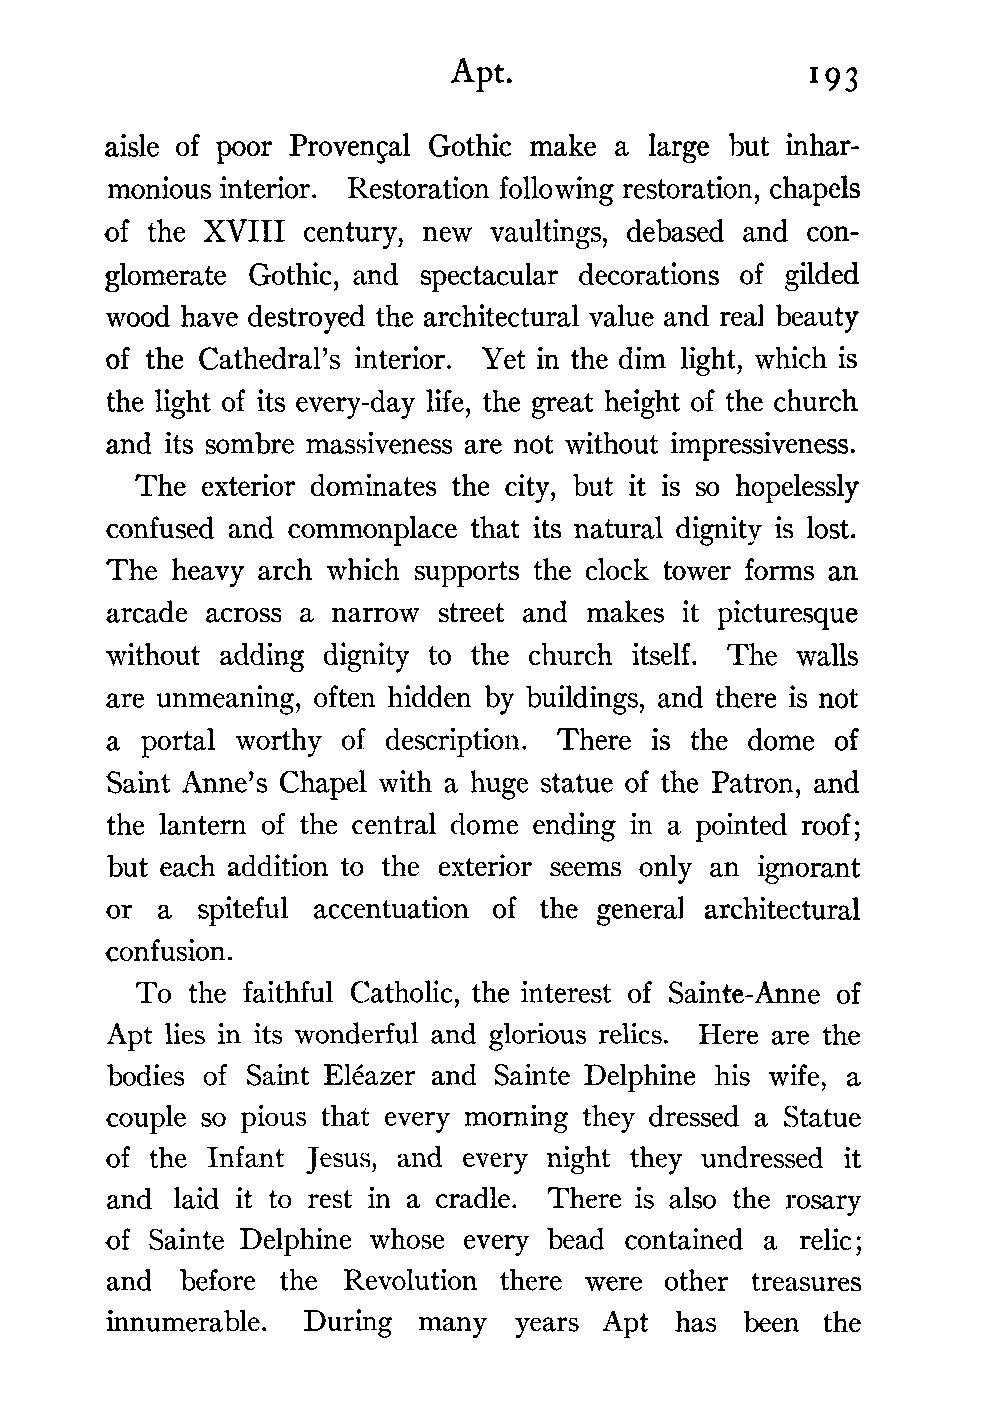 Apt. 193
aisle of poor Provençal Gothic make a large but inhar-
monious interior. Restoration following restoration, chapels
of the XVIII century, new vaultings, debased and con-
glomerate Gothic, and spectacular decorations of gilded
wood have destroyed the architectural value and real beauty
of the Cathedral's interior. Yet in the dim light, which is
the light of its every-day life, the great height of the church
and its sombre massiveness are not without impressiveness.
The exterior dominates the city, but it is so hopelessly
confused and commonplace that its natural dignity is lost.
The heavy arch which supports the clock tower forms an
arcade across a narrow street and makes it picturesque
without adding dignity to the church itself. The walls
are unmeaning, often hidden by buildings, and there is not
a portal worthy of description. There is the dome of
Saint Anne's Chapel with a huge statue of the Patron, and
the lantern of the central dome ending in a pointed roof;
but each addition to the exterior seems only an ignorant
or a spiteful accentuation of the general architectural
confusion.
To the faithful Catholic, the interest of Sainte-Anne of
Apt lies in its wonderful and glorious relics. Here are the
bodies of Saint Eléazer and Sainte Delphine his wife, a
couple so pious that every morning they dressed a Statue
of the Infant Jesus, and every night they undressed it
and laid it to rest in a cradle. There is also the rosary
of Sainte Delphine whose every bead contained a relic;
and before the Revolution there were other treasures
innumerable. During many years Apt has been the